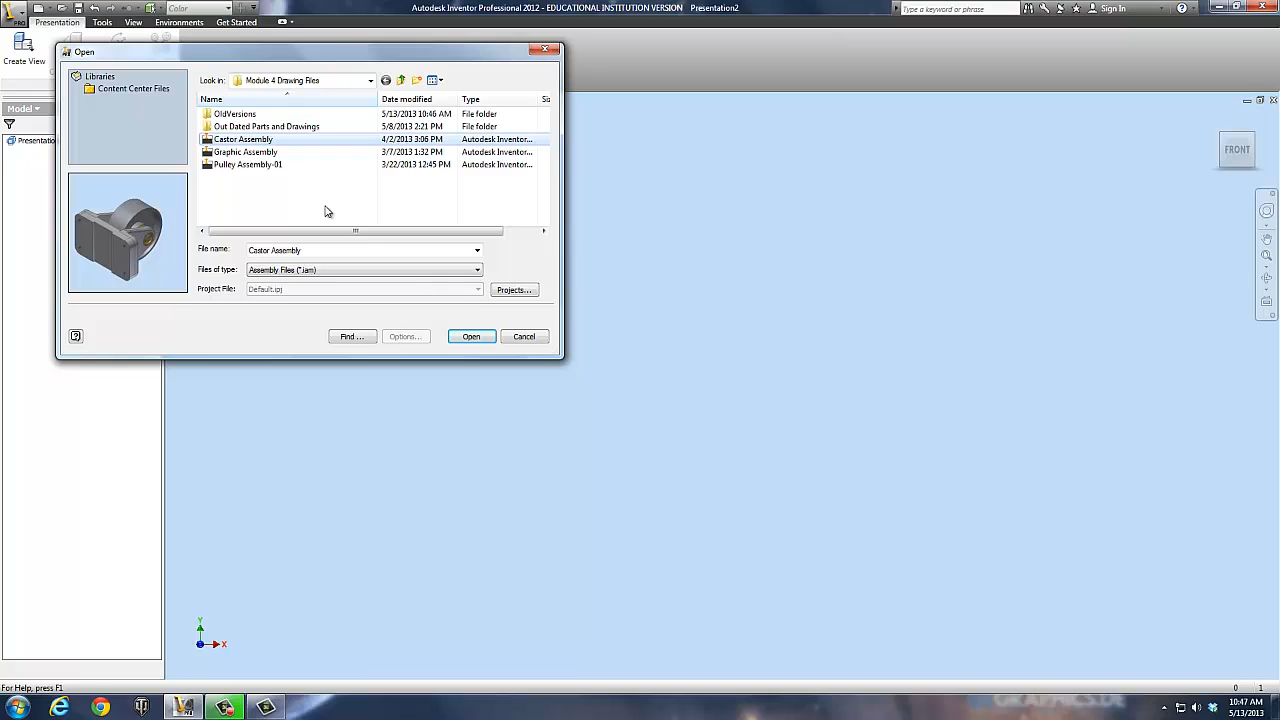 PRO
Color
Autodesk Inventor Professional 2012 - EDUCATIONAL INSTITUTION VERSION    Presentation2
Type a keyword or phrase
Sign In
Presentation
Tools
View
Environments
Get Started
Create View
Open
Model
Presentatio
Libraries
Content Center Files
Look in:
Module 4 Drawing Files
Name
Date modified
Type
Si
OldVersions
5/13/2013 10:46 AM
File folder
Out Dated Parts and Drawings
5/8/2013 2:21 PM
File folder
Castor Assembly
4/2/2013 3:06 PM
Autodesk Inventor...
Graphic Assembly
3/7/2013 1:32 PM
Autodesk Inventor...
Pulley Assembly-01
3/22/2013 12:45 PM
Autodesk Inventor...
File name:
Castor Assembly
Files of type:
Assembly Files (*.iam)
Project File:
Default.ipj
Projects...
Find ...
Options...
Open
Cancel
FRONT
Y
X
For Help, press F1
0
1
10:47 AM
5/13/2013